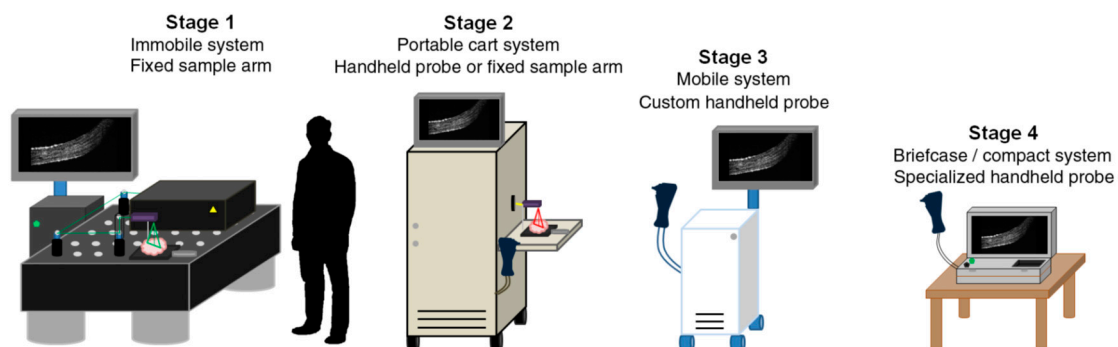 Stage 1
Immobile system
Fixed sample arm
Stage 2
Portable cart system
Handheld probe or fixed sample arm
Stage 3
Mobile system
Custom handheld probe
Stage 4
Briefcase / compact system
Specialized handheld probe